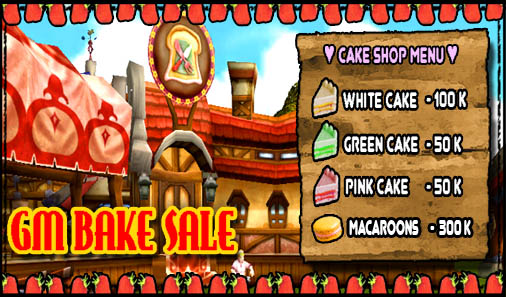 ♥ CAKE SHOP MENU ♥
WHITE CAKE - 100 K
GREEN CAKE - 50 K
PINK CAKE - 50 K
MACAROONS - 300 K
GM BAKE SALE